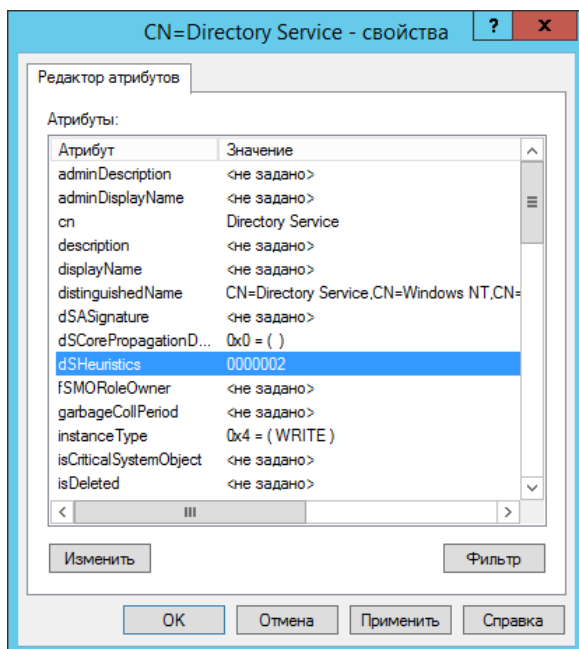 CN=Directory Service - свойства ? x
Редактор атрибутов
Атрибуты:
Атрибут Значение
adminDescription <не задано>
adminDisplayName <не задано>
cn Directory Service
description <не задано>
displayName <не задано>
distinguishedName CN=Directory Service,CN=Windows NT,CN=
dSASignature <не задано>
dSCorePropagationD... 0x0 = ( )
dSHeuristics 0000002
fSMORoleOwner <не задано>
garbageCollPeriod <не задано>
instanceType 0x4 = ( WRITE )
isCriticalSystemObject <не задано>
isDeleted <не задано>
Изменить Фильтр
OK Отмена Применить Справка